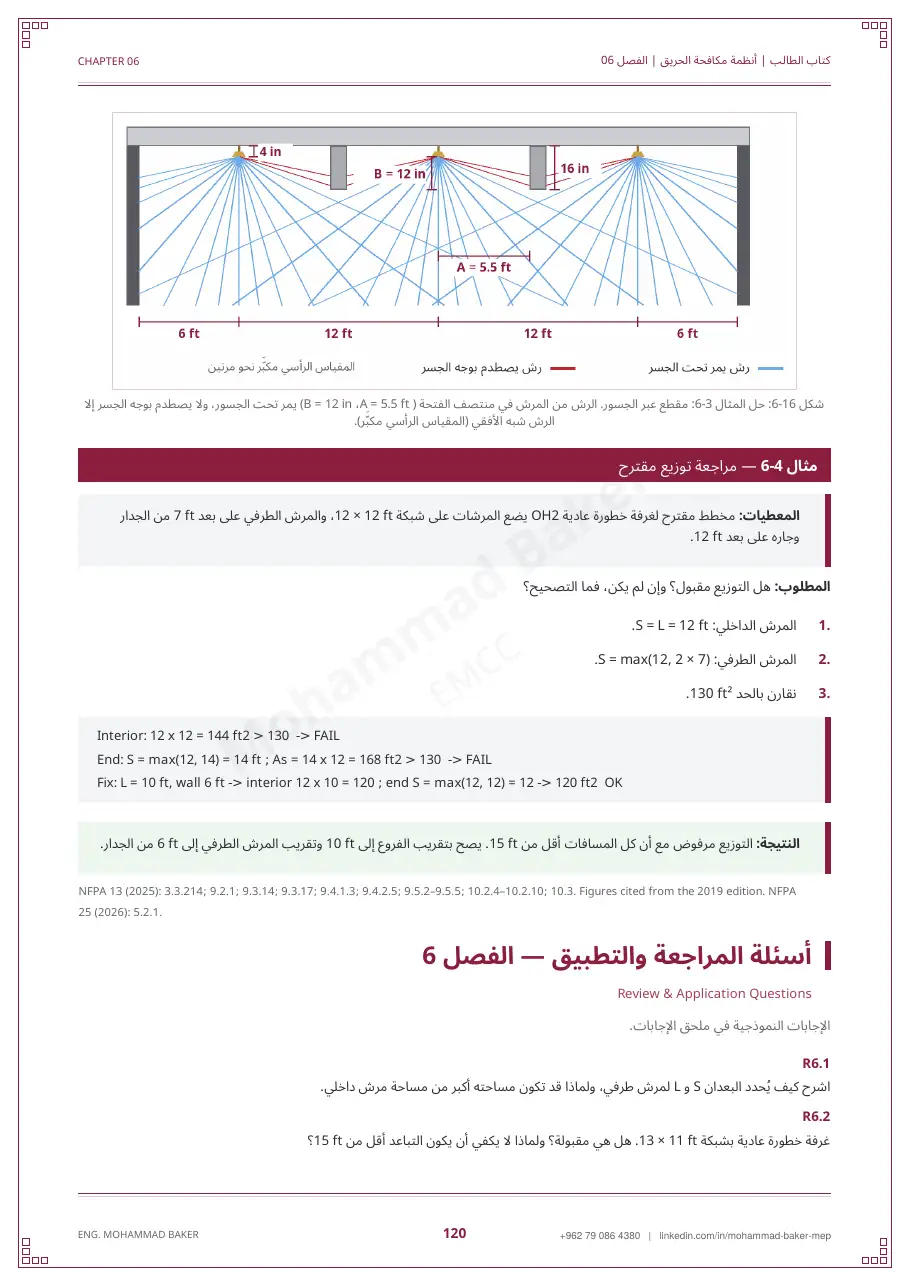 CHAPTER 06
كتاب الطالب | أنظمة مكافحة الحريق | الفصل 06
4 in
B = 12 in
16 in
A = 5.5 ft
6 ft
12 ft
12 ft
6 ft
رش يمر تحت الجسر
رش يصطدم بوجه الجسر
المقياس الرأسي مكبَّر نحو مرتين
شكل 16-6: حل المثال 3-6: مقطع عبر الجسور. الرش من المرش في منتصف الفتحة (B = 12 in ،A = 5.5 ft) يمر تحت الجسور، ولا يصطدم بوجه الجسر إلا
الرش شبه الأفقي (المقياس الرأسي مكبَّر).
مثال 4-6 — مراجعة توزيع مقترح
المعطيات: مخطط مقترح لغرفة خطورة عادية OH2 يضع المرشات على شبكة 12 × 12 ft، والمرش الطرفي على بعد 7 ft من الجدار
وجاره على بعد 12 ft.
المطلوب: هل التوزيع مقبول؟ وإن لم يكن، فما التصحيح؟
1. المرش الداخلي: S = L = 12 ft.
2. المرش الطرفي: S = max(12, 2 × 7).
3. نقارن بالحد 130 ft².
Interior: 12 x 12 = 144 ft2 > 130 -> FAIL
End: S = max(12, 14) = 14 ft ; As = 14 x 12 = 168 ft2 > 130 -> FAIL
Fix: L = 10 ft, wall 6 ft -> interior 12 x 10 = 120 ; end S = max(12, 12) = 12 -> 120 ft2 OK
النتيجة: التوزيع مرفوض مع أن كل المسافات أقل من 15 ft. يصح بتقريب الفروع إلى 10 ft وتقريب المرش الطرفي إلى 6 ft من الجدار.
NFPA 13 (2025): 3.3.214; 9.2.1; 9.3.14; 9.3.17; 9.4.1.3; 9.4.2.5; 9.5.2–9.5.5; 10.2.4–10.2.10; 10.3. Figures cited from the 2019 edition. NFPA
25 (2026): 5.2.1.
أسئلة المراجعة والتطبيق — الفصل 6
Review & Application Questions
الإجابات النموذجية في ملحق الإجابات.
R6.1
اشرح كيف يُحدد البعدان S و L لمرش طرفي، ولماذا قد تكون مساحته أكبر من مساحة مرش داخلي.
R6.2
غرفة خطورة عادية بشبكة 13 × 11 ft. هل هي مقبولة؟ ولماذا لا يكفي أن يكون التباعد أقل من 15 ft؟
Mohammad Baker
EMCC
ENG. MOHAMMAD BAKER
120
+962 79 086 4380 | linkedin.com/in/mohammad-baker-mep